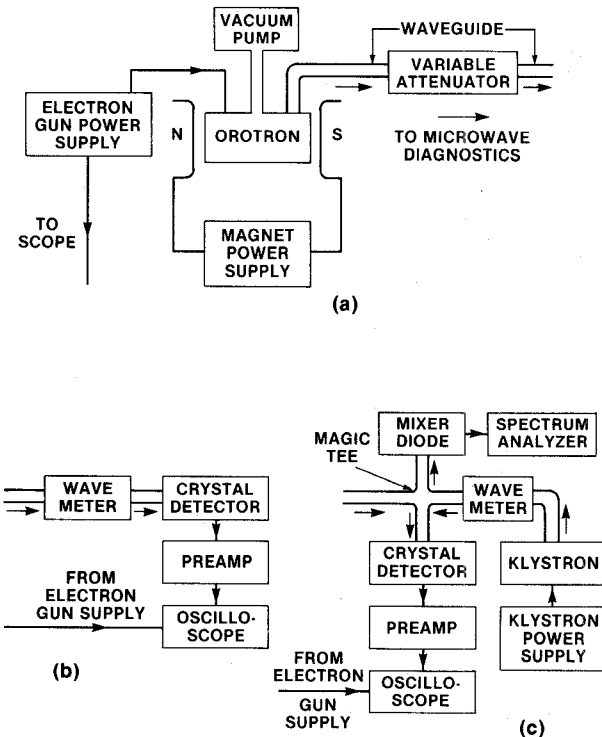 VACUUM
PUMP
WAVEGUIDE
VARIABLE
ATTENUATOR
ELECTRON
GUN POWER
SUPPLY
N
OROTRON
S
TO MICROWAVE
DIAGNOSTICS
TO
SCOPE
MAGNET
POWER
SUPPLY
(a)
WAVE
METER
CRYSTAL
DETECTOR
PREAMP
FROM
ELECTRON
GUN SUPPLY
OSCILLO-
SCOPE
(b)
MIXER
DIODE
SPECTRUM
ANALYZER
MAGIC
TEE
WAVE
METER
CRYSTAL
DETECTOR
KLYSTRON
PREAMP
KLYSTRON
POWER
SUPPLY
FROM
ELECTRON
GUN
SUPPLY
OSCILLO-
SCOPE
(c)